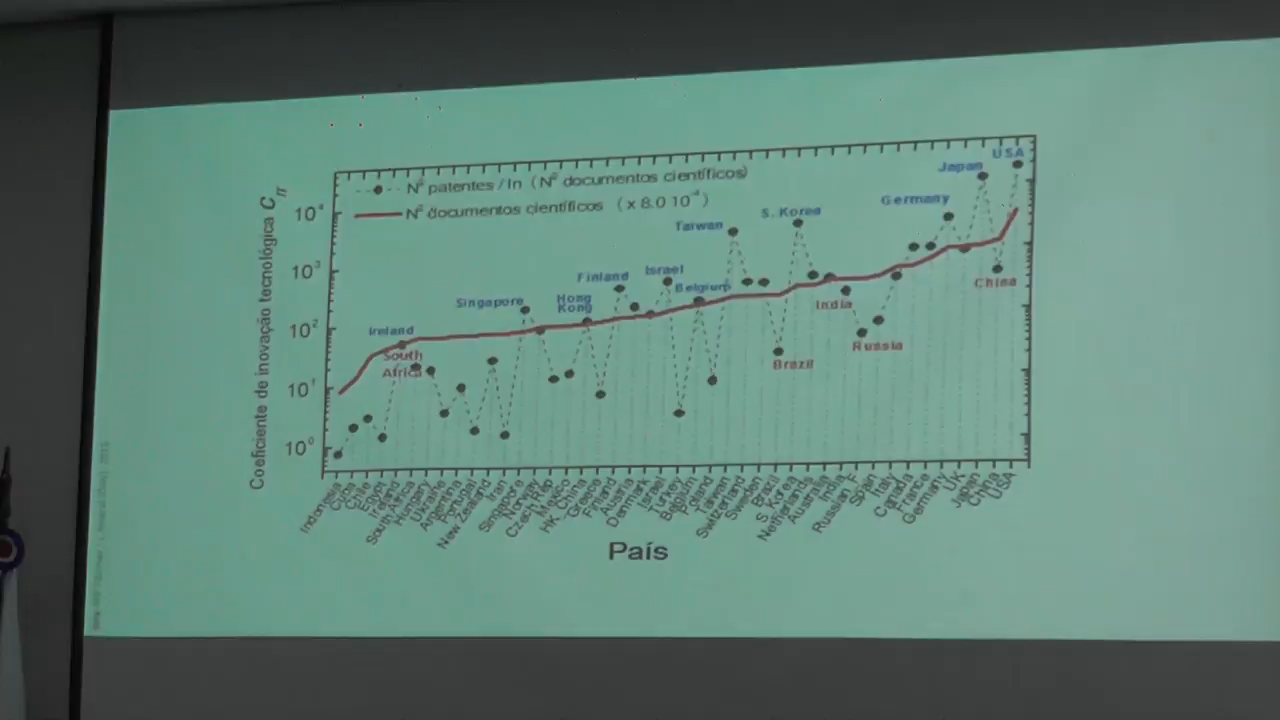 Nº patentes / ln (Nº documentos científicos)
Nº documentos científicos (x 8.0 10⁻⁴)
Coeficiente de inovação tecnológica
10⁴
10³
10²
10¹
10⁰
USA
Japan
Germany
S. Korea
Taiwan
Israel
Finland
Belgium
Hong
Kong
Singapore
Ireland
South
Africa
China
India
Russia
Brazil
Indonesia
Cuba
Chile
Egypt
Ireland
South Africa
Hungary
Ukraine
Argentina
Portugal
New Zealand
Iran
Singapore
Norway
Czech Rep
Mexico
HK_China
Greece
Finland
Austria
Denmark
Israel
Turkey
Belgium
Poland
Taiwan
Switzerland
Sweden
Brazil
S. Korea
Netherlands
Australia
India
Russian_F.
Spain
Italy
Canada
France
Germany
UK
Japan
China
USA
País